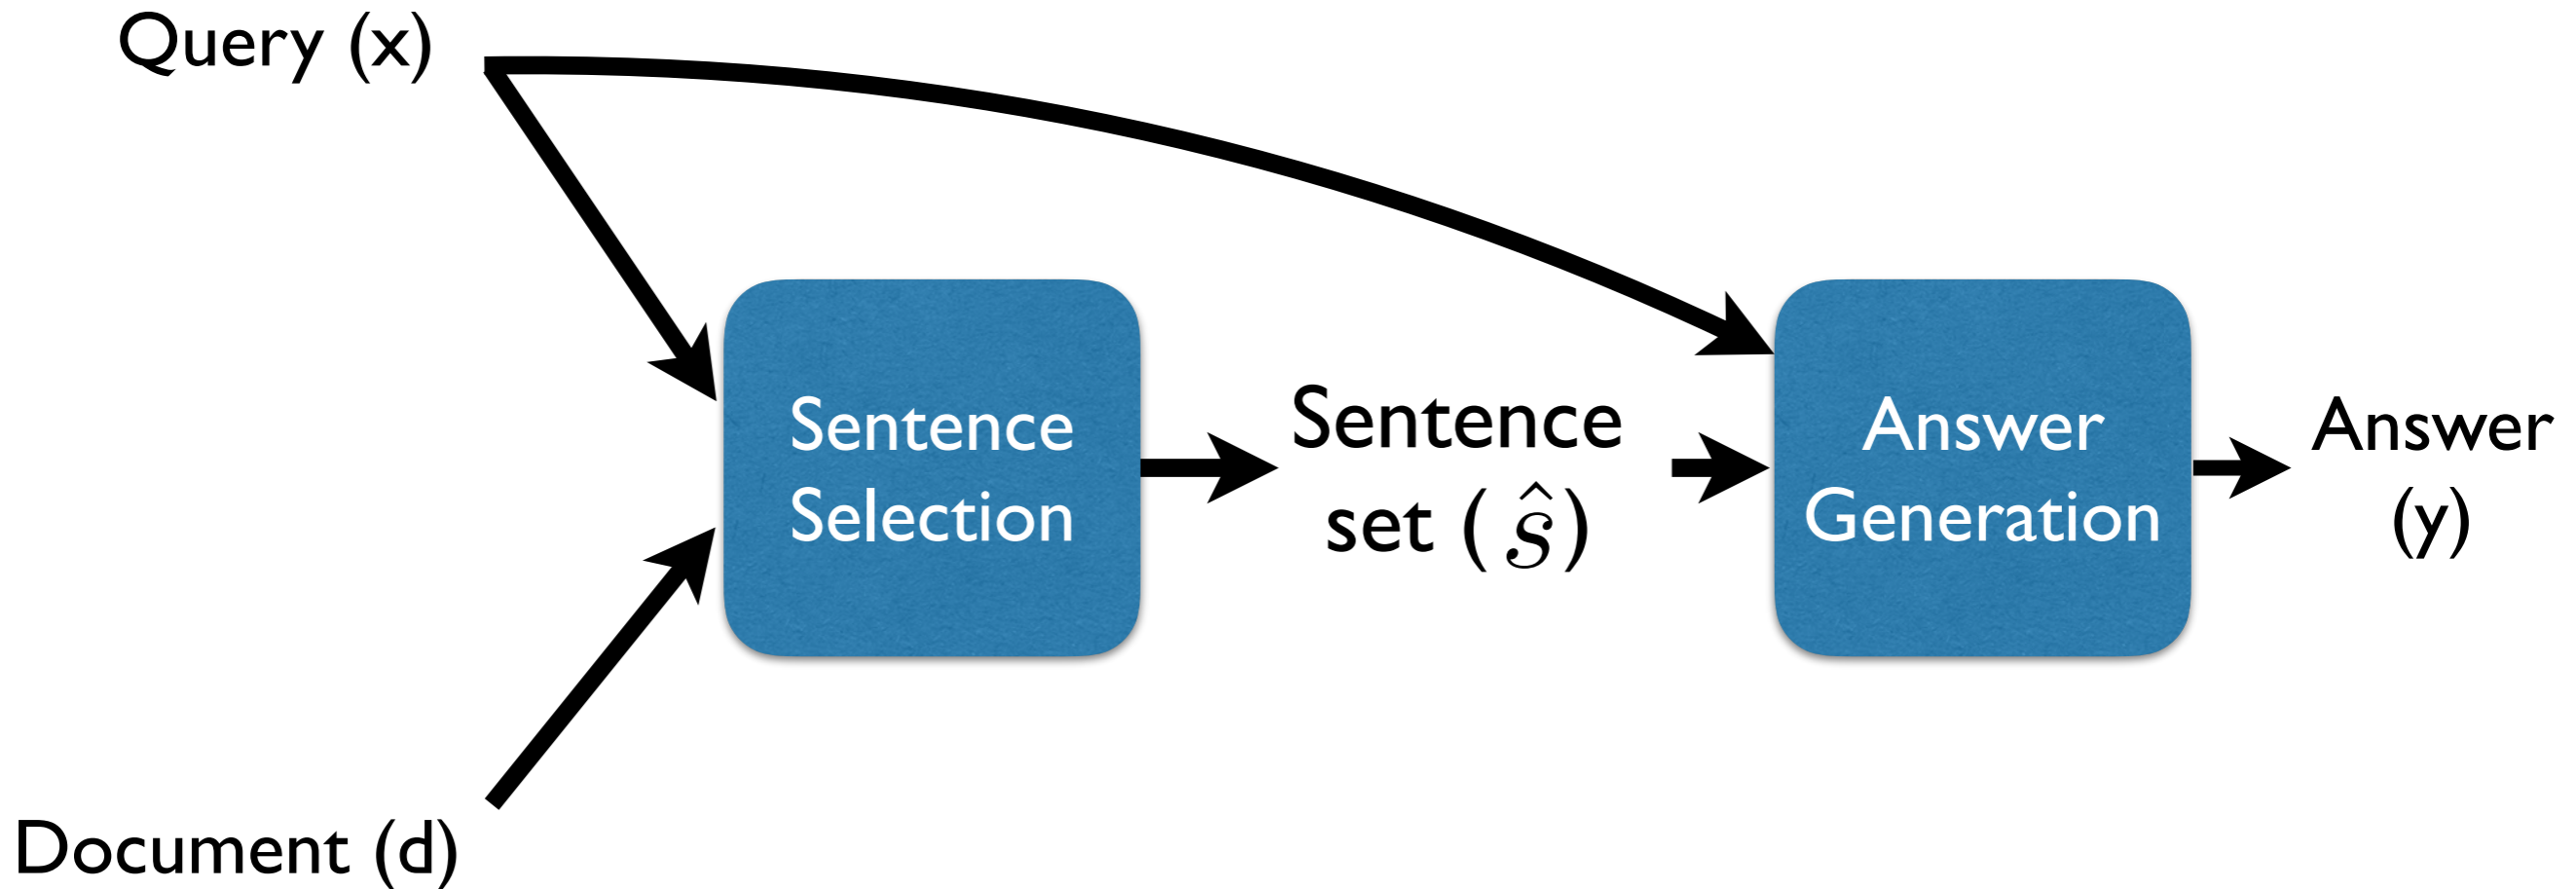 Query (x)
Sentence
Selection
Sentence
set (ŝ)
Answer
Generation
Answer
(y)
Document (d)